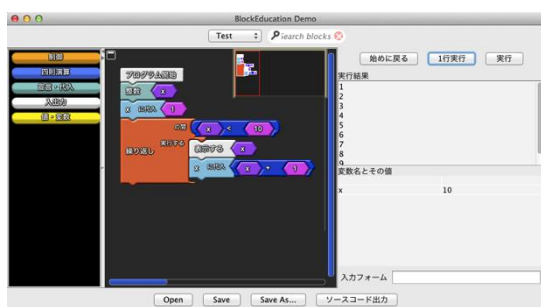 BlockEducation Demo
Test
Search blocks
制御
四則演算
宣言・代入
入出力
値・変数
プログラム開始
整数 x
x に代入 1
の間 x < 10
繰り返し
実行する 表示する x
x に代入 x + 1
始めに戻る 1行実行 実行
実行結果
1
2
3
4
5
6
7
8
9
変数名とその値
x 10
入力フォーム
Open Save Save As... ソースコード出力